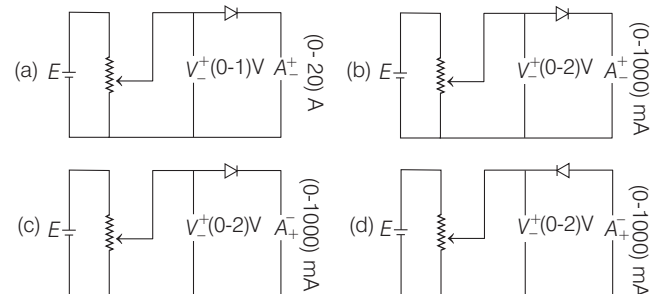 (a) E V+− (0-1)V A+− (0- 20) A
(b) E V+− (0-2)V A+− (0-1000) mA
(c) E V+− (0-2)V A−+ (0-1000) mA
(d) E V+− (0-2)V A−+ (0-1000) mA